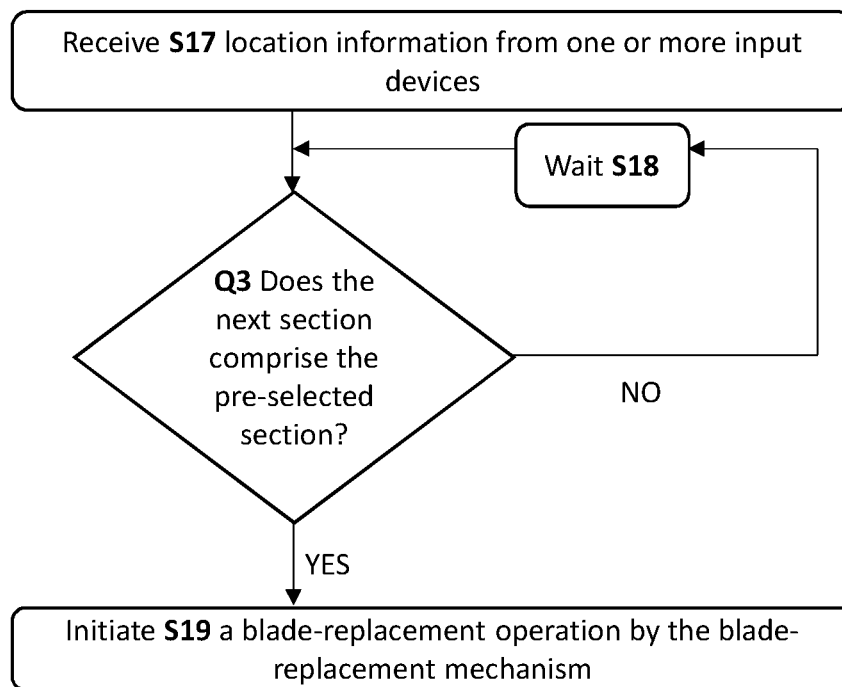 Receive S17 location information from one or more input
devices
Wait S18
Q3 Does the
next section
comprise the
pre-selected
section?
NO
YES
Initiate S19 a blade-replacement operation by the blade-
replacement mechanism